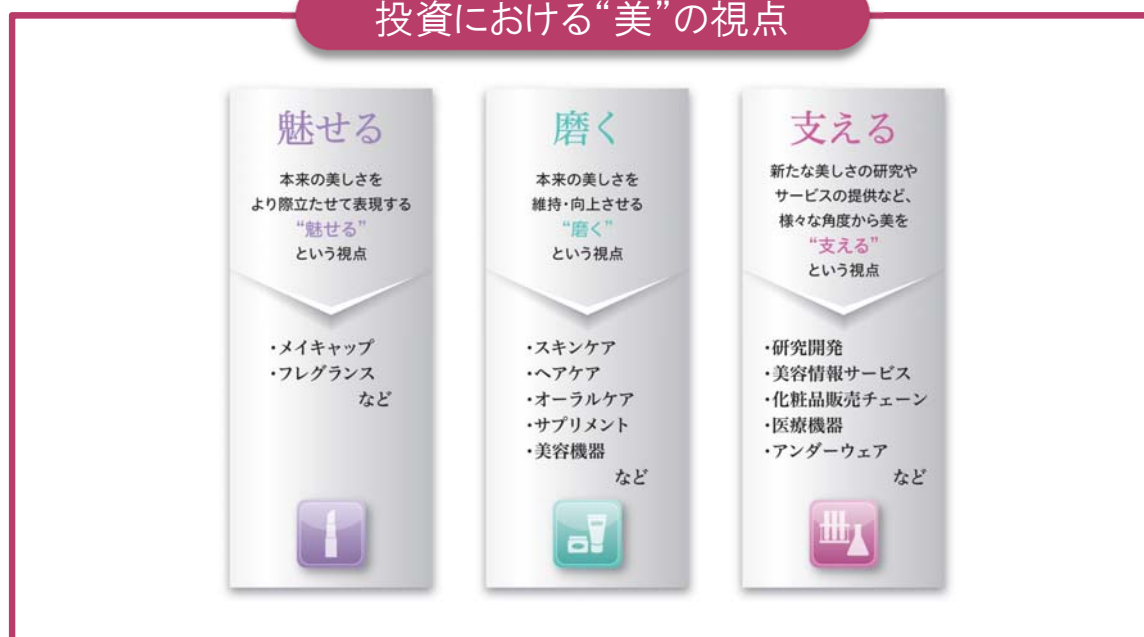 投資における“美”の視点
魅せる
本来の美しさを
より際立たせて表現する
“魅せる”
という視点
・メイキャップ
・フレグランス
など
磨く
本来の美しさを
維持・向上させる
“磨く”
という視点
・スキンケア
・ヘアケア
・オーラルケア
・サプリメント
・美容機器
など
支える
新たな美しさの研究や
サービスの提供など、
様々な角度から美を
“支える”
という視点
・研究開発
・美容情報サービス
・化粧品販売チェーン
・医療機器
・アンダーウェア
など